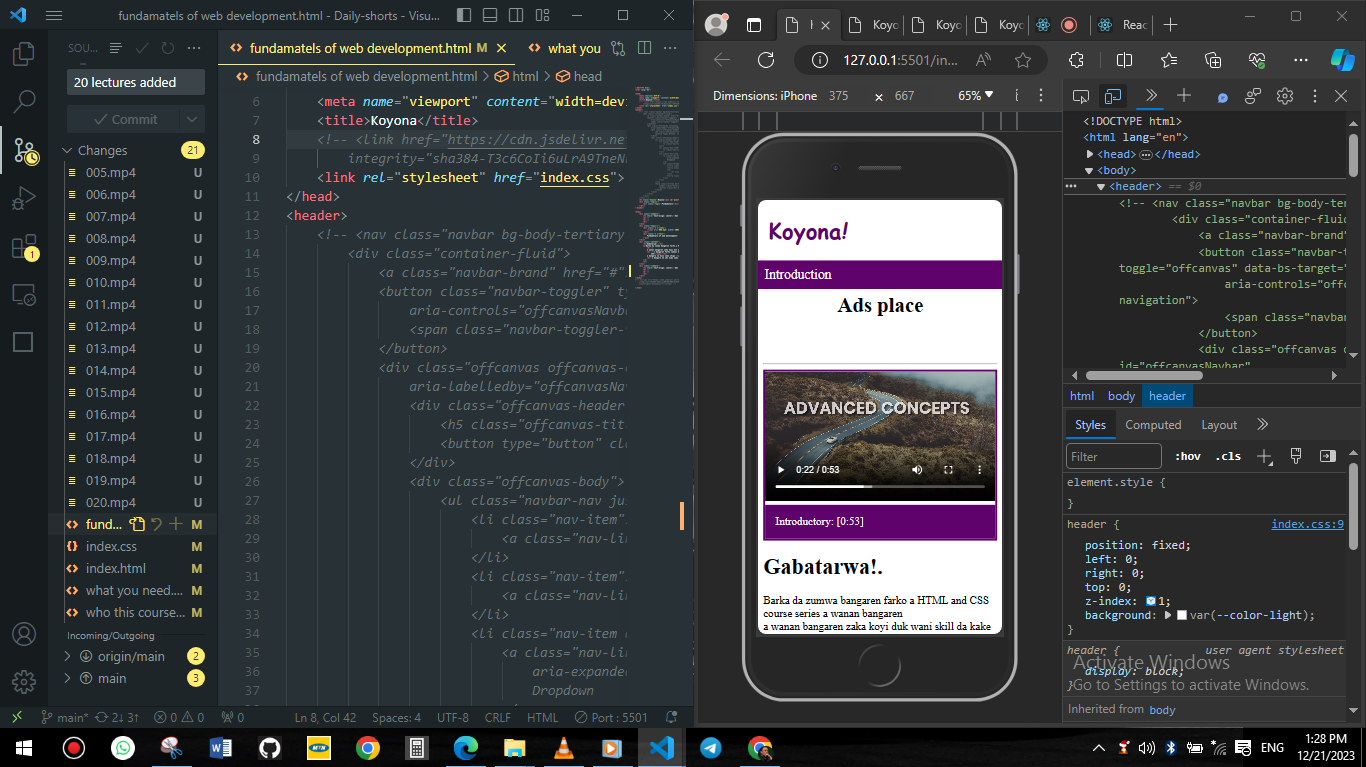 fundamatels of web development.html - Daily-shorts - Visu...
SOU...
20 lectures added
Commit
Changes
21
005.mp4 U
006.mp4 U
007.mp4 U
008.mp4 U
009.mp4 U
010.mp4 U
011.mp4 U
012.mp4 U
013.mp4 U
014.mp4 U
015.mp4 U
016.mp4 U
017.mp4 U
018.mp4 U
019.mp4 U
020.mp4 U
fund... M
index.css M
index.html M
what you need.... M
who this course... M
Incoming/Outgoing
origin/main 2
main 3
1
fundamatels of web development.html M
what you
fundamatels of web development.html > html > head
6 <meta name="viewport" content="width=devi
7 <title>Koyona</title>
8 <!-- <link href="https://cdn.jsdelivr.ne
9 integrity="sha384-T3c6CoIi6uLrA9TneN
10 <link rel="stylesheet" href="index.css">
11 </head>
12 <header>
13 <!-- <nav class="navbar bg-body-tertiary
14 <div class="container-fluid">
15 <a class="navbar-brand" href="#"
16 <button class="navbar-toggler" ty
17 aria-controls="offcanvasNavb
18 <span class="navbar-toggler-
19 </button>
20 <div class="offcanvas offcanvas-
21 aria-labelledby="offcanvasNav
22 <div class="offcanvas-header
23 <h5 class="offcanvas-tit
24 <button type="button" cl
25 </div>
26 <div class="offcanvas-body">
27 <ul class="navbar-nav ju
28 <li class="nav-item"
29 <a class="nav-lin
30 </li>
31 <li class="nav-item"
32 <a class="nav-lin
33 </li>
34 <li class="nav-item
35 <a class="nav-lin
36 aria-expande
37 Dropdown
main* 2↓ 3↑ 0 0 0 Ln 8, Col 42 Spaces: 4 UTF-8 CRLF HTML Port : 5501
Koyo
Koyo
Koyo
Reac
127.0.0.1:5501/in...
Dimensions: iPhone 375 × 667 65%
Koyona!
Introduction
Ads place
ADVANCED CONCEPTS
0:22 / 0:53
Introductory: [0:53]
Gabatarwa!.
Barka da zumwa bangaren farko a HTML and CSS
course series a wanan bangaren
a wanan bangaren zaka koyi duk wani skill da kake
<!DOCTYPE html>
<html lang="en">
<head> </head>
<body>
<header> == $0
<!-- <nav class="navbar bg-body-ter
<div class="container-fluid
<a class="navbar-brand"
<button class="navbar-t
toggle="offcanvas" data-bs-target="
aria-controls="offc
navigation">
<span class="navbar
</button>
<div class="offcanvas o
id="offcanvasNavbar"
html body header
Styles Computed Layout
Filter :hov .cls
element.style {
}
header { index.css:9
position: fixed;
left: 0;
right: 0;
top: 0;
z-index: 1;
background: var(--color-light);
}
header { user agent stylesheet
display: block;
}
Activate Windows
Go to Settings to activate Windows.
Inherited from body
MTN
ENG
1:28 PM
12/21/2023